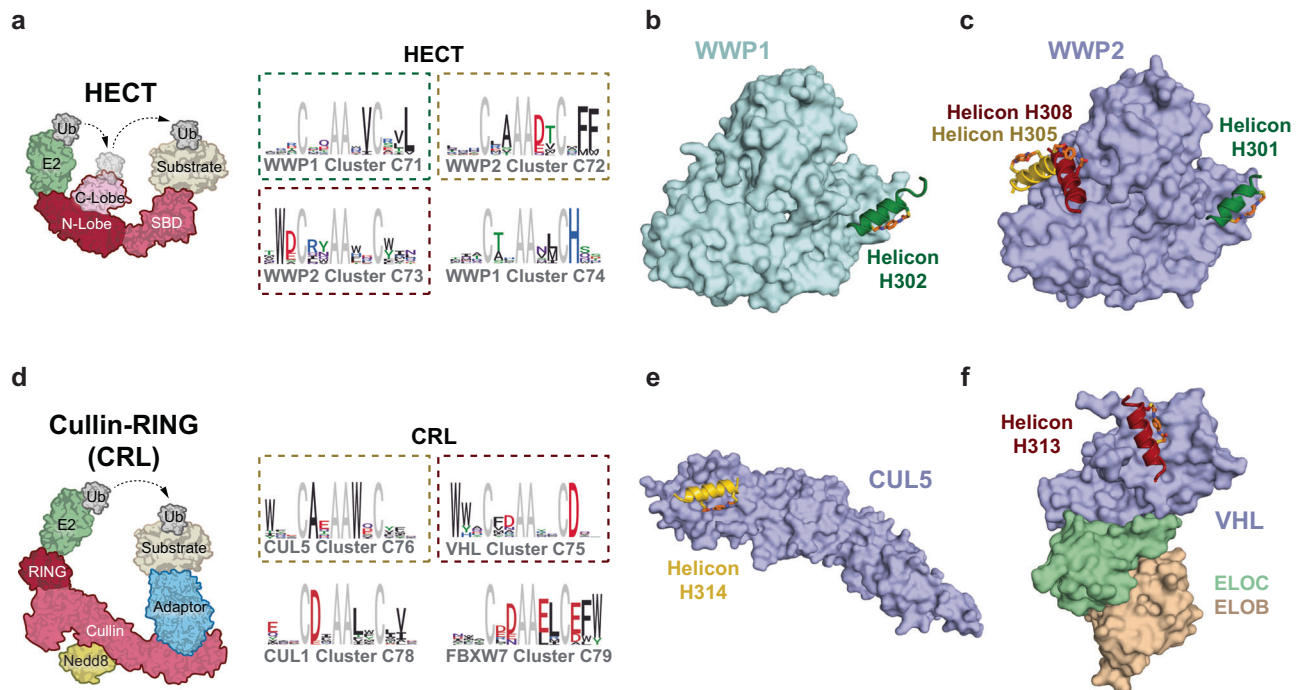 a
HECT
Ub
Ub
E2
Substrate
C-Lobe
N-Lobe
SBD
HECT
WWP1 Cluster C71
WWP2 Cluster C72
WWP2 Cluster C73
WWP1 Cluster C74
b
WWP1
Helicon
H302
c
WWP2
Helicon H308
Helicon H305
Helicon
H301
d
Cullin-RING
(CRL)
Ub
E2
Ub
Substrate
RING
Adaptor
Cullin
Nedd8
CRL
CUL5 Cluster C76
VHL Cluster C75
CUL1 Cluster C78
FBXW7 Cluster C79
e
CUL5
Helicon
H314
f
Helicon
H313
VHL
ELOC
ELOB